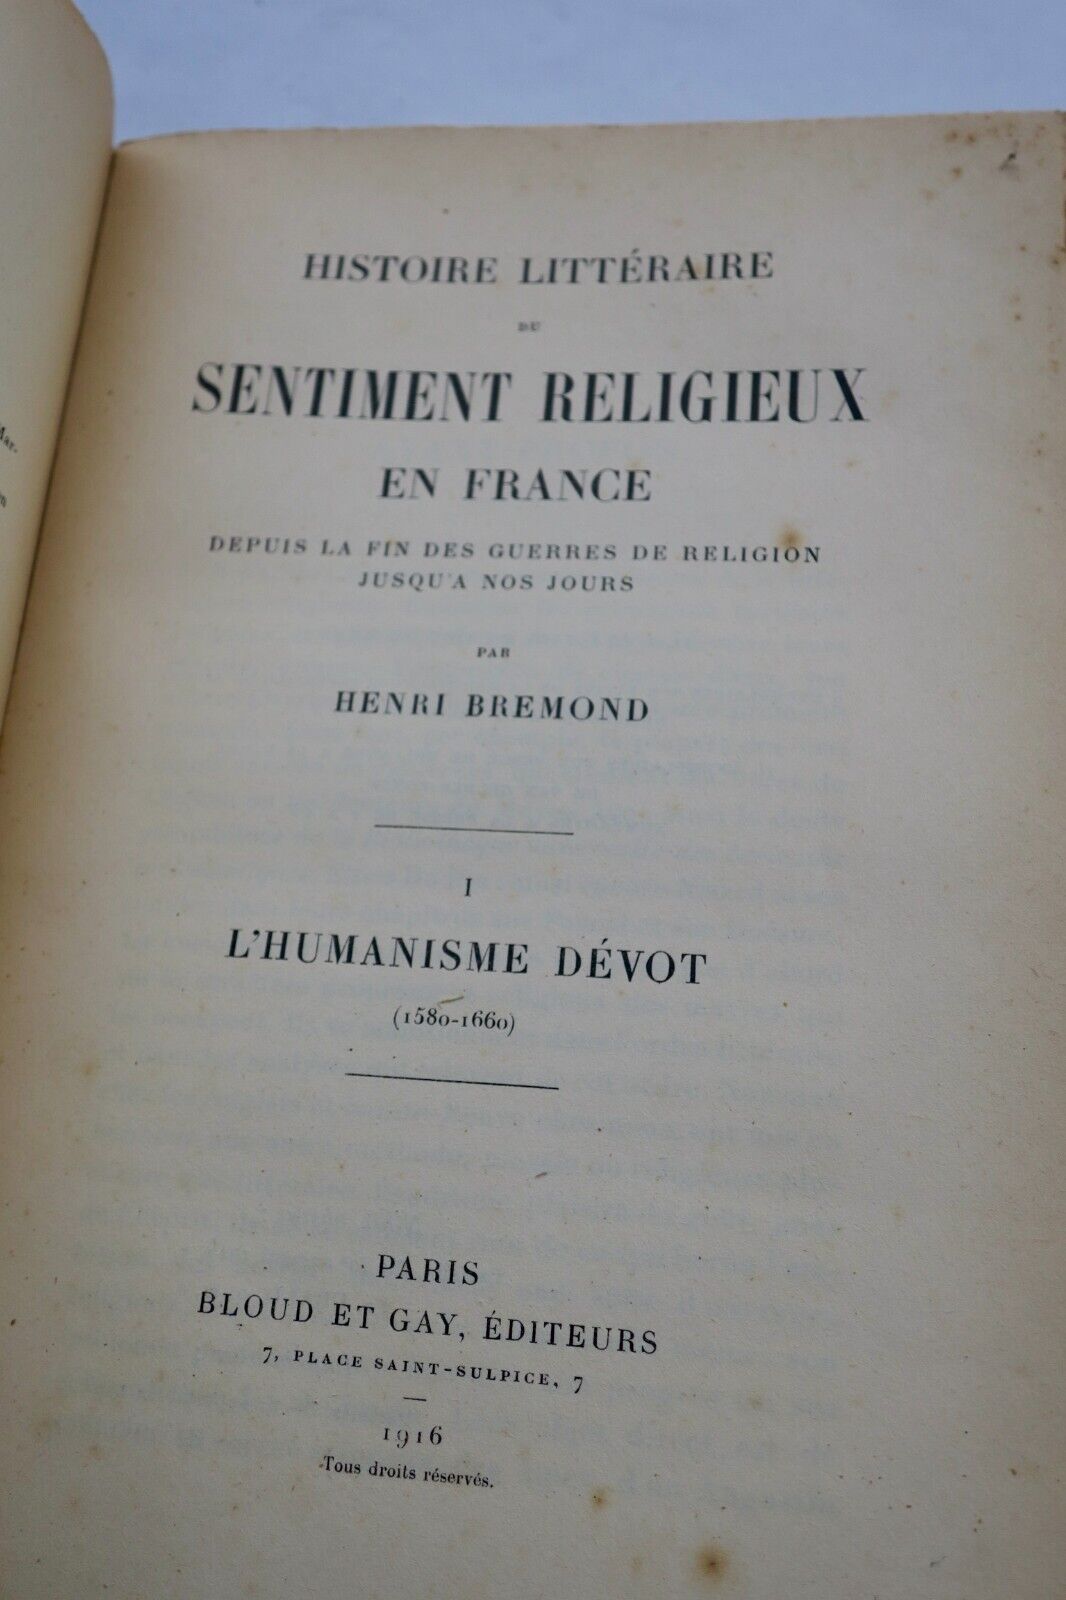 Mar-
HISTOIRE LITTÉRAIRE
DU
SENTIMENT RELIGIEUX
EN FRANCE
DEPUIS LA FIN DES GUERRES DE RELIGION
JUSQU'A NOS JOURS
PAR
HENRI BREMOND
I
L'HUMANISME DÉVOT
(1580-1660)
PARIS
BLOUD ET GAY, ÉDITEURS
7, PLACE SAINT-SULPICE, 7
1916
Tous droits réservés.